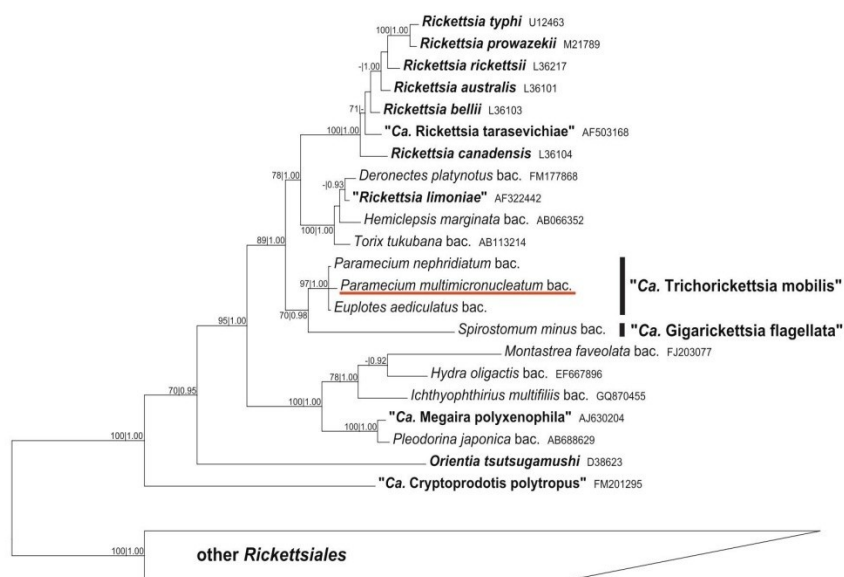 Rickettsia typhi U12463
100|1.00
Rickettsia prowazekii M21789
-|1.00
Rickettsia rickettsii L36217
Rickettsia australis L36101
71|-
Rickettsia bellii L36103
100|1.00
"Ca. Rickettsia tarasevichiae" AF503168
Rickettsia canadensis L36104
78|1.00
Deronectes platynotus bac. FM177868
-|0.93
"Rickettsia limoniae" AF322442
Hemiclepsis marginata bac. AB066352
100|1.00
Torix tukubana bac. AB113214
89|1.00
Paramecium nephridiatum bac.
97|1.00
Paramecium multimicronucleatum bac.
"Ca. Trichorickettsia mobilis"
Euplotes aediculatus bac.
70|0.98
Spirostomum minus bac.
"Ca. Gigarickettsia flagellata"
95|1.00
Montastrea faveolata bac. FJ203077
-|0.92
Hydra oligactis bac. EF667896
78|1.00
Ichthyophthirius multifiliis bac. GQ870455
70|0.95
"Ca. Megaira polyxenophila" AJ630204
100|1.00
Pleodorina japonica bac. AB688629
100|1.00
Orientia tsutsugamushi D38623
"Ca. Cryptoprodotis polytropus" FM201295
100|1.00
other Rickettsiales